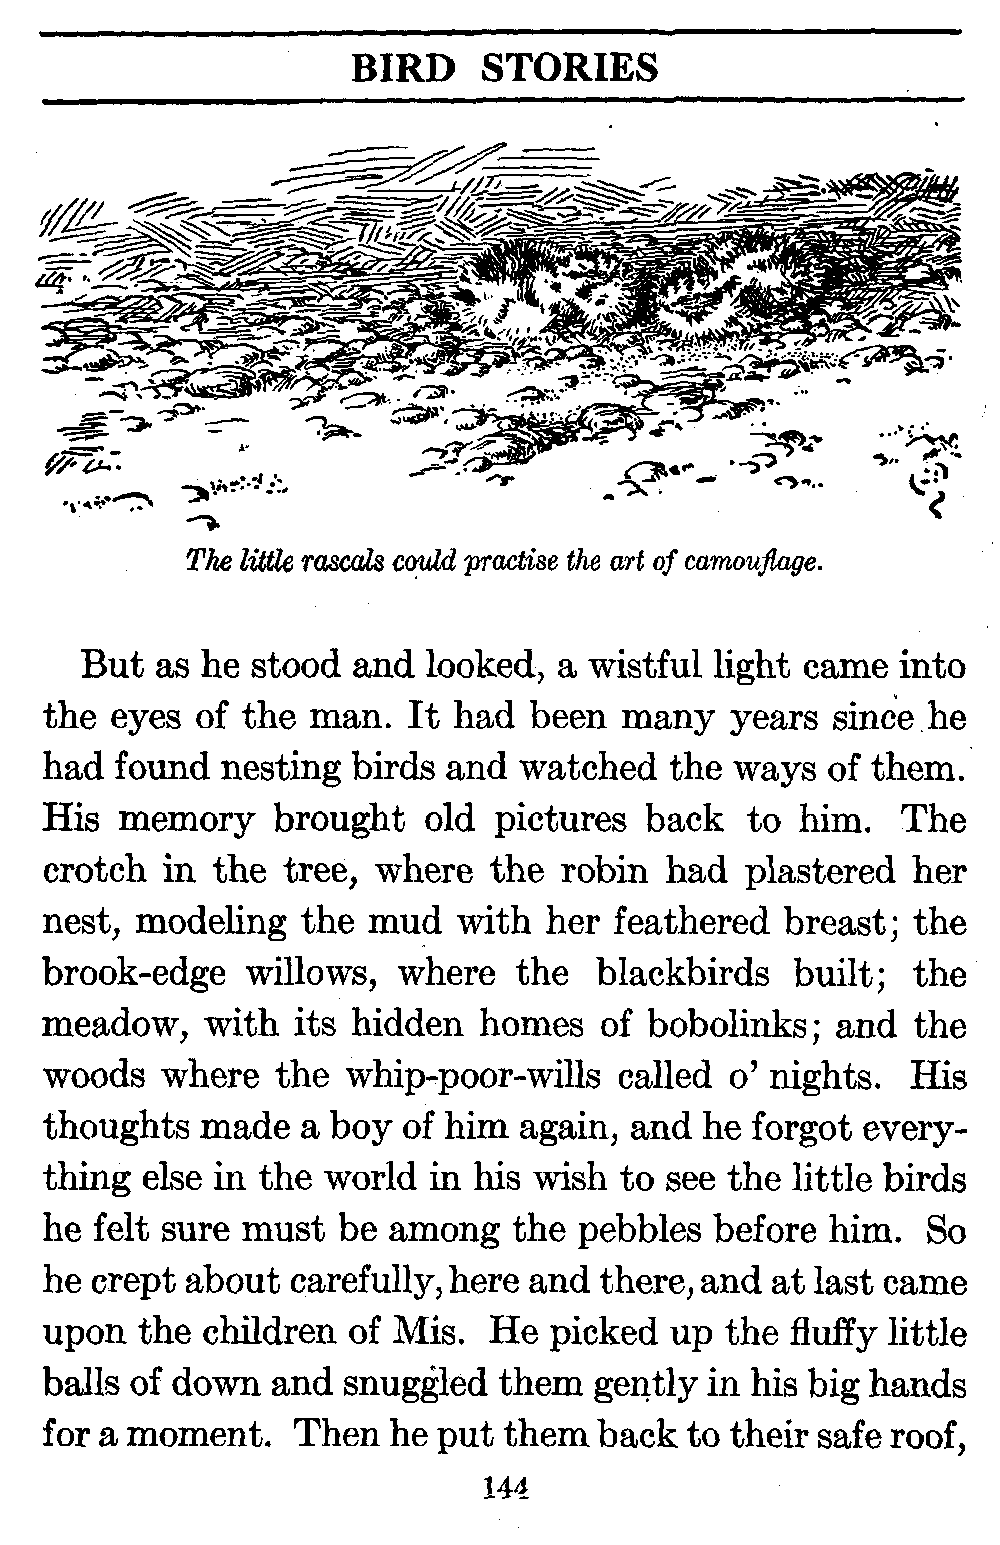 BIRD STORIES
The little rascals could practise the art of camouflage.
But as he stood and looked, a wistful light came into
the eyes of the man. It had been many years since he
had found nesting birds and watched the ways of them.
His memory brought old pictures back to him. The
crotch in the tree, where the robin had plastered her
nest, modeling the mud with her feathered breast; the
brook-edge willows, where the blackbirds built; the
meadow, with its hidden homes of bobolinks; and the
woods where the whip-poor-wills called o' nights. His
thoughts made a boy of him again, and he forgot every-
thing else in the world in his wish to see the little birds
he felt sure must be among the pebbles before him. So
he crept about carefully, here and there, and at last came
upon the children of Mis. He picked up the fluffy little
balls of down and snuggled them gently in his big hands
for a moment. Then he put them back to their safe roof,
144